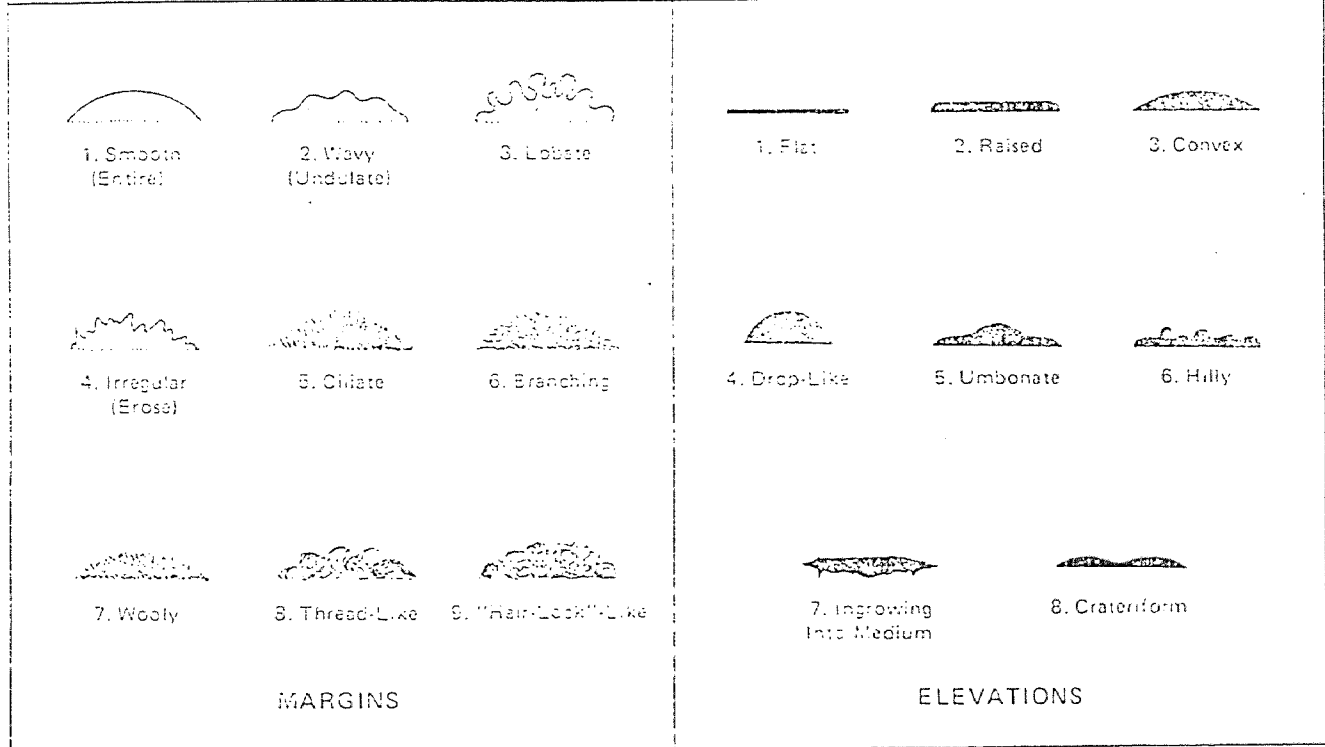 1. Smooth
(Entire)
2. Wavy
(Undulate)
3. Lobate
4. Irregular
(Erose)
5. Ciliate
6. Branching
7. Wooly
8. Thread-Like
9. "Hair-Lock"-Like
MARGINS
1. Flat
2. Raised
3. Convex
4. Drop-Like
5. Umbonate
6. Hilly
7. Ingrowing
Into Medium
8. Crateriform
ELEVATIONS